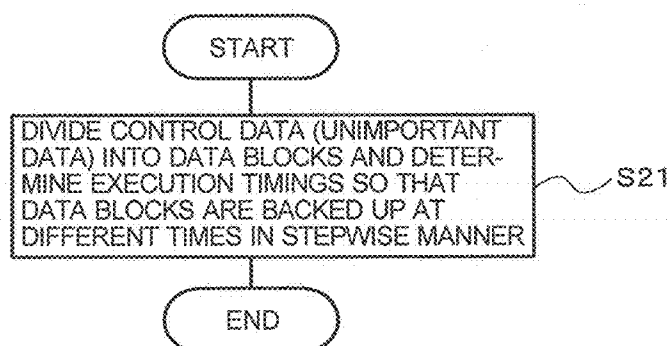 START
DIVIDE CONTROL DATA (UNIMPORTANT
DATA) INTO DATA BLOCKS AND DETER-
MINE EXECUTION TIMINGS SO THAT
DATA BLOCKS ARE BACKED UP AT
DIFFERENT TIMES IN STEPWISE MANNER
S21
END